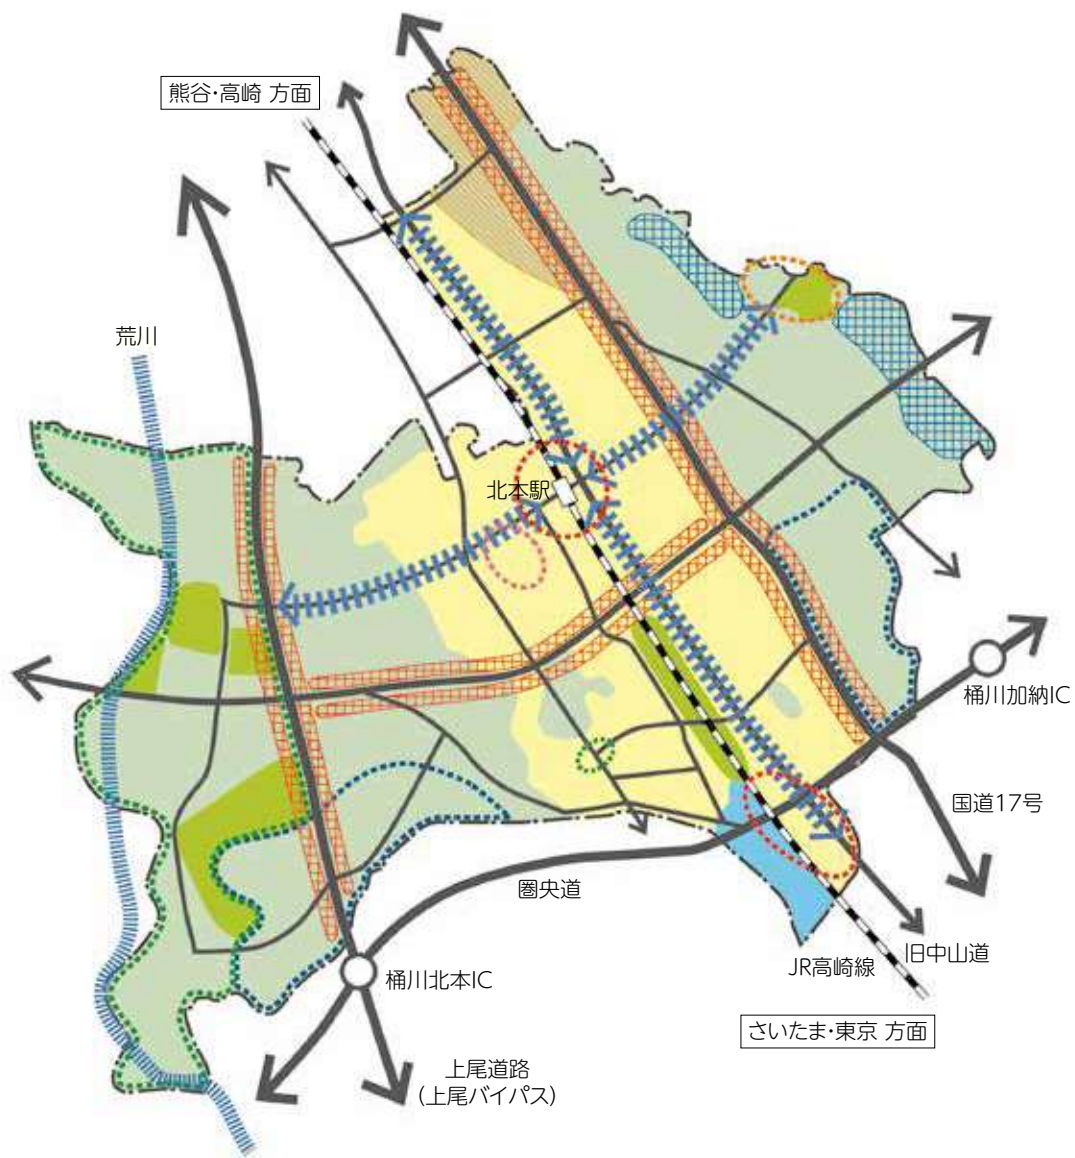 熊谷・高崎 方面
荒川
北本駅
桶川加納IC
国道17号
圏央道
旧中山道
JR高崎線
桶川北本IC
さいたま・東京 方面
上尾道路
(上尾バイパス)